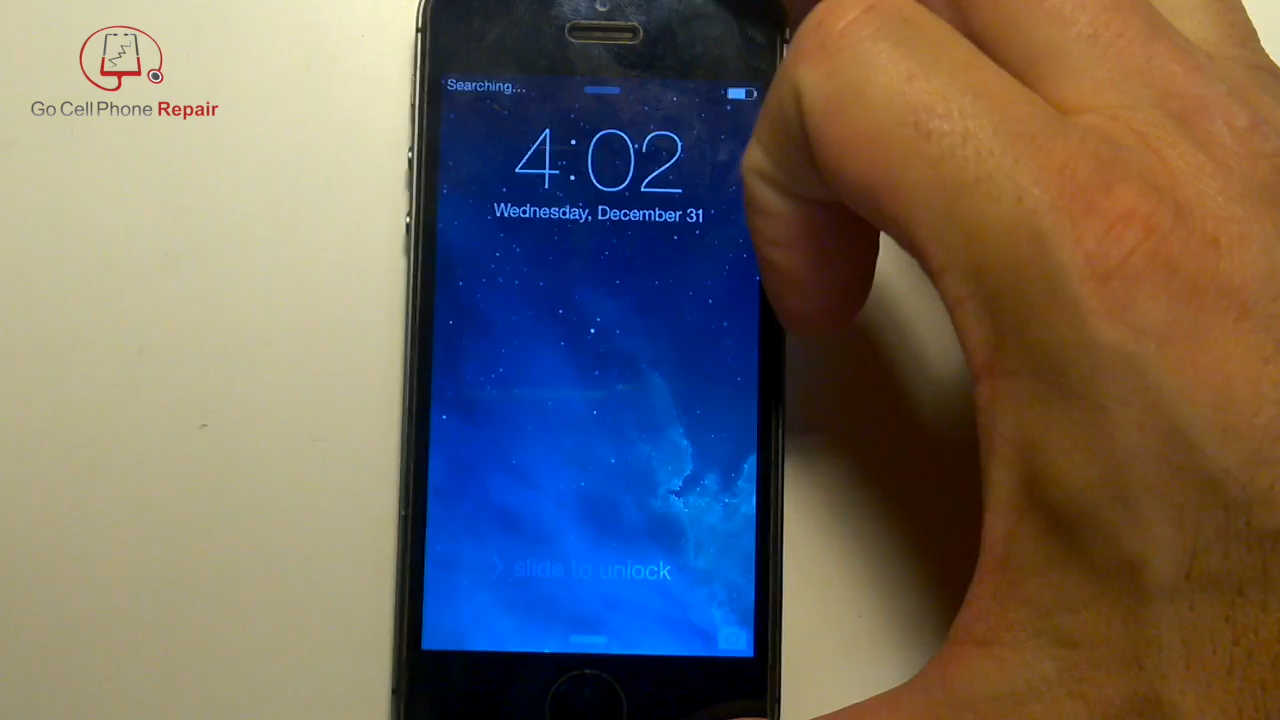 Go Cell Phone Repair
Searching...
4:02
Wednesday, December 31
slide to unlock